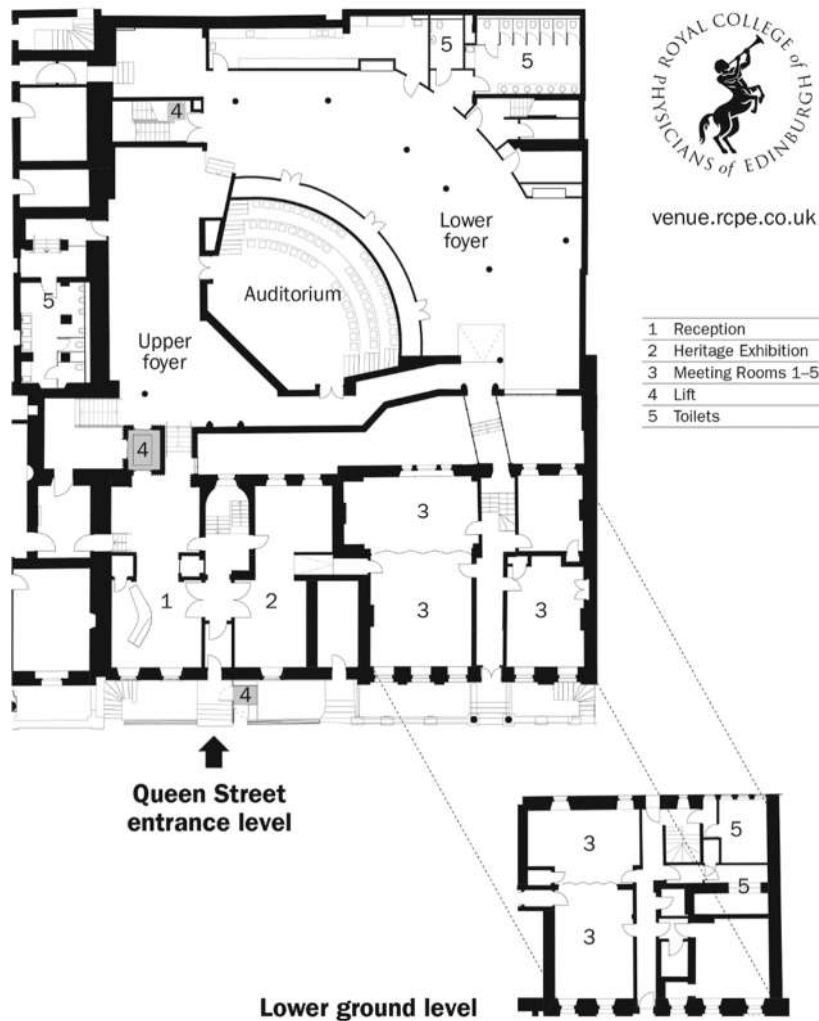 ROYAL COLLEGE of
PHYSICIANS of EDINBURGH
venue.rcpe.co.uk
1 Reception
2 Heritage Exhibition
3 Meeting Rooms 1–5
4 Lift
5 Toilets
5
5
4
Lower
foyer
Auditorium
5
Upper
foyer
4
3
1
2
3
3
4
Queen Street
entrance level
3
5
5
3
Lower ground level